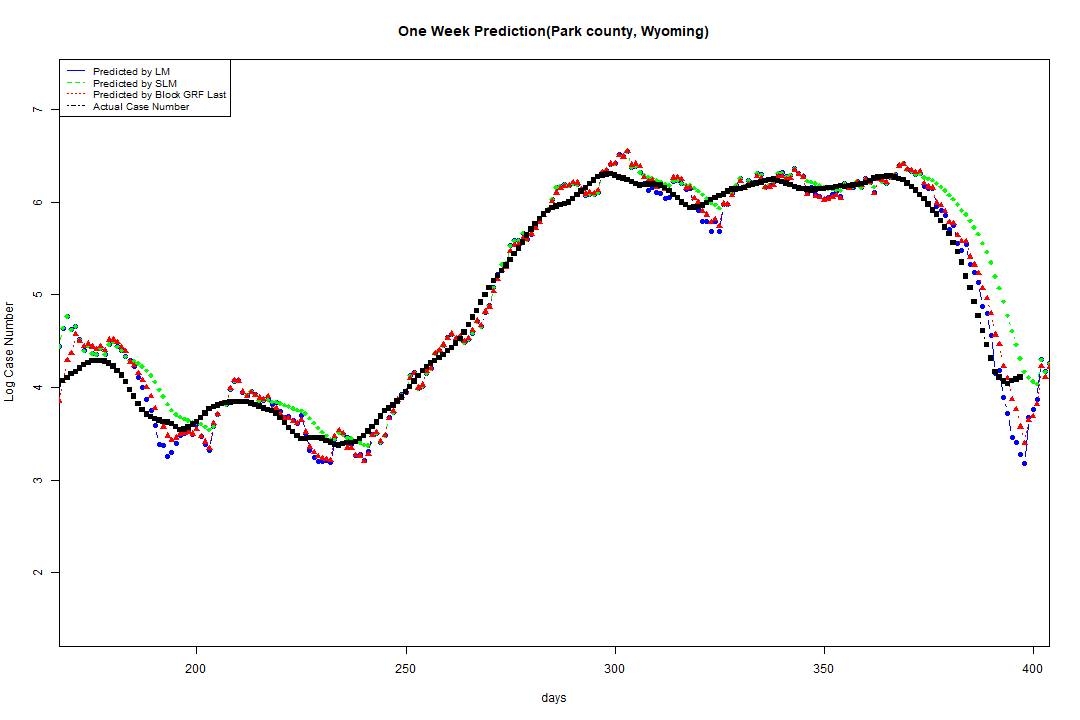 One Week Prediction(Park county, Wyoming)
Predicted by LM
Predicted by SLM
Predicted by Block GRF Last
Actual Case Number
7
6
5
4
3
2
Log Case Number
200 250 300 350 400
days